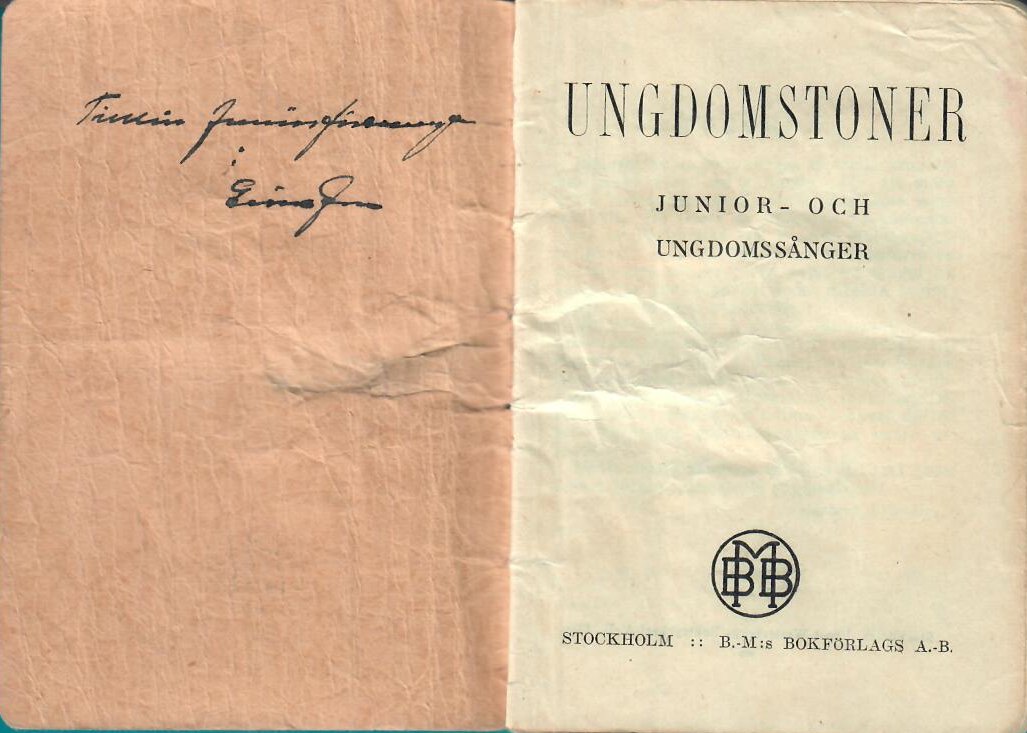 i
UNGDOMSTONER
JUNIOR- OCH
UNGDOMSSÅNGER
BMB
STOCKHOLM :: B.-M:s BOKFÖRLAGS A.-B.